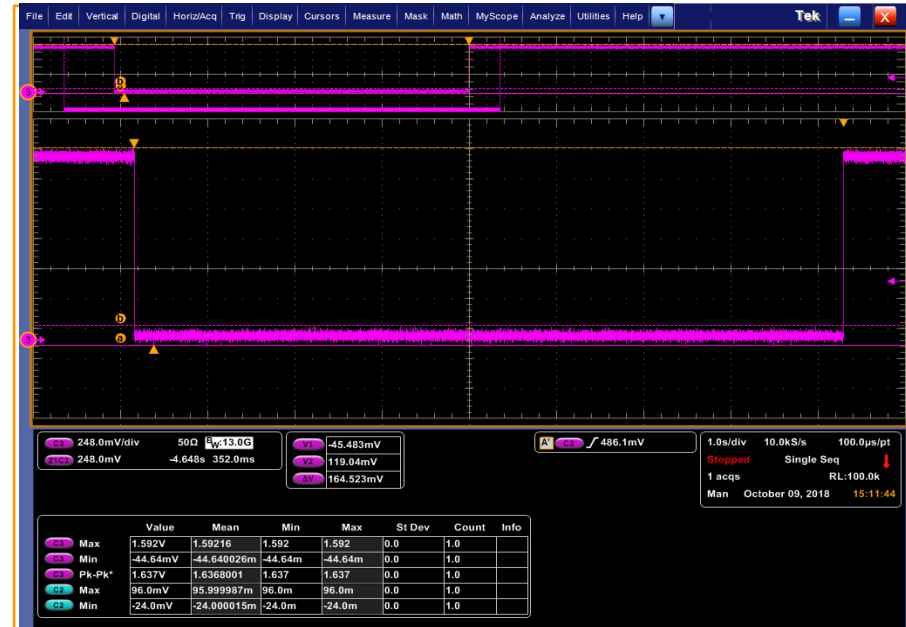 File Edit Vertical Digital Horiz/Acq Trig Display Cursors Measure Mask Math MyScope Analyze Utilities Help Tek X
b
3
b
a
3
C3 248.0mV/div 50Ω BW:13.0G
Z1C3 248.0mV -4.648s 352.0ms
V1 -45.483mV
V2 119.04mV
ΔV 164.523mV
A' C3 486.1mV
1.0s/div 10.0kS/s 100.0µs/pt
Stopped Single Seq
1 acqs RL:100.0k
Man October 09, 2018 15:11:44
Value Mean Min Max St Dev Count Info
C3 Max 1.592V 1.59216 1.592 1.592 0.0 1.0
C3 Min -44.64mV -44.640026m -44.64m -44.64m 0.0 1.0
C3 Pk-Pk* 1.637V 1.6368001 1.637 1.637 0.0 1.0
C2 Max 96.0mV 95.999987m 96.0m 96.0m 0.0 1.0
C2 Min -24.0mV -24.000015m -24.0m -24.0m 0.0 1.0